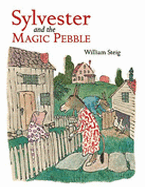 Sylvester
and the
MAGIC PEBBLE
William Steig